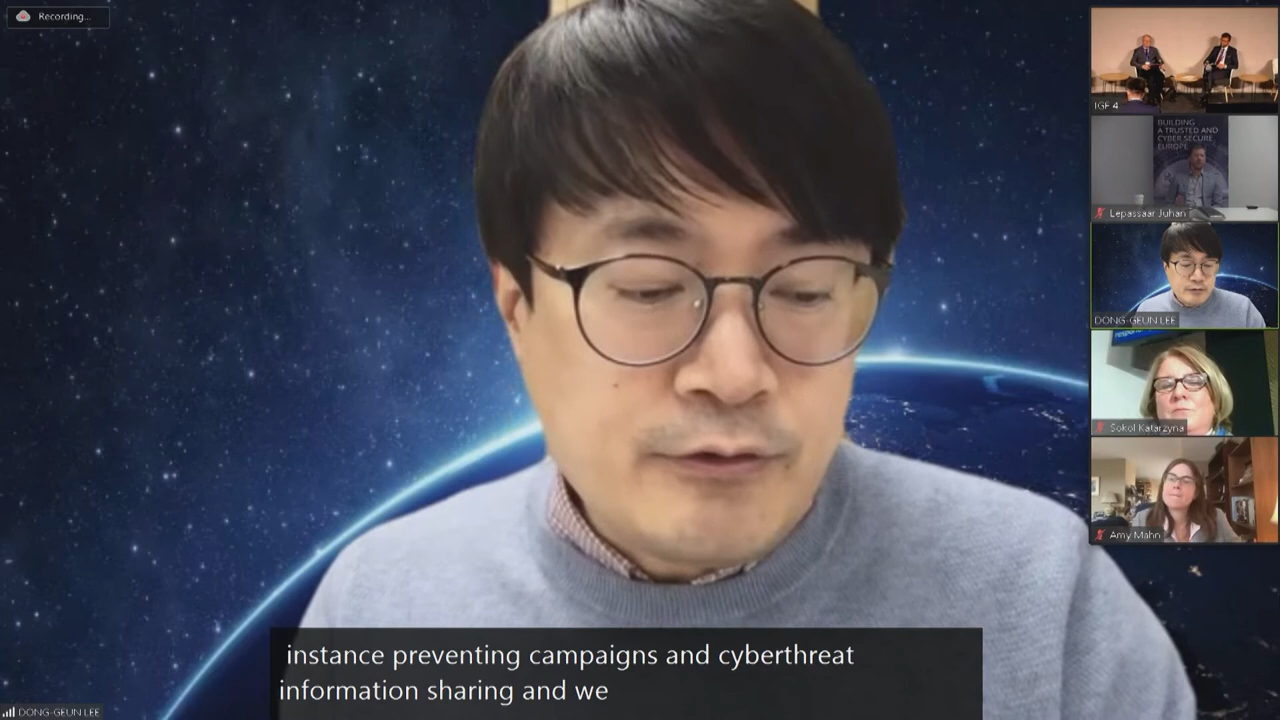 Recording...
IGF 4
BUILDING
A TRUSTED AND
CYBER SECURE
EUROPE
Lepassaar Juhan
DONG-GEUN LEE
Sokol Katarzyna
Amy Mahn
instance preventing campaigns and cyberthreat
information sharing and we
DONG-GEUN LEE